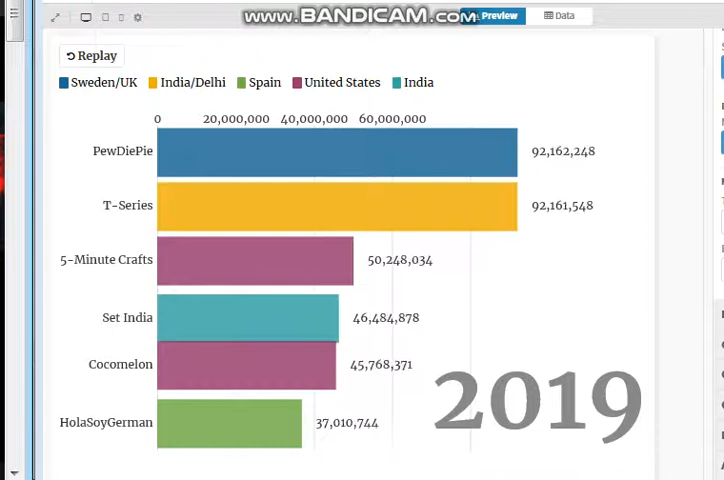 WWW.BANDICAM.COM
Preview
Data
Replay
Sweden/UK India/Delhi Spain United States India
0 20,000,000 40,000,000 60,000,000
PewDiePie 92,162,248
T-Series 92,161,548
5-Minute Crafts 50,248,034
Set India 46,484,878
Cocomelon 45,768,371
HolaSoyGerman 37,010,744
2019